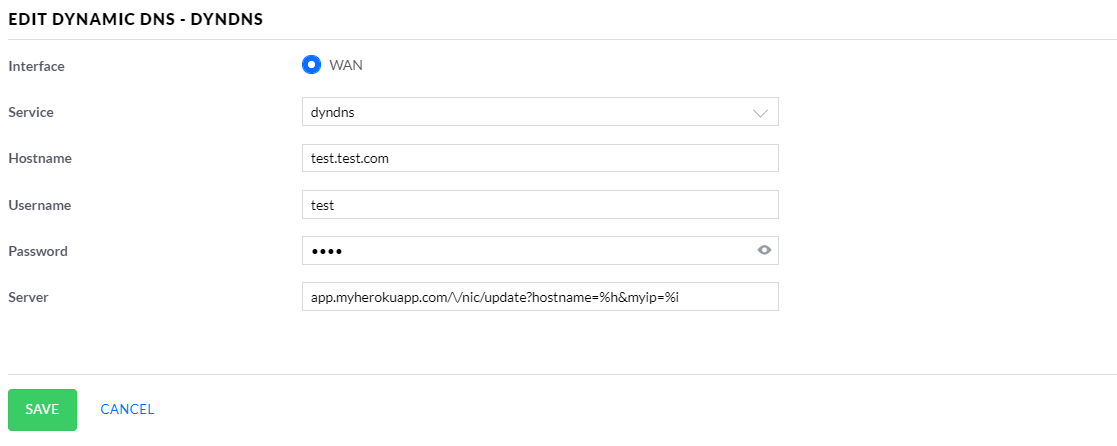 EDIT DYNAMIC DNS - DYNDNS
Interface WAN
Service dyndns
Hostname test.test.com
Username test
Password ••••
Server app.myherokuapp.com/\/nic/update?hostname=%h&myip=%i
SAVE CANCEL